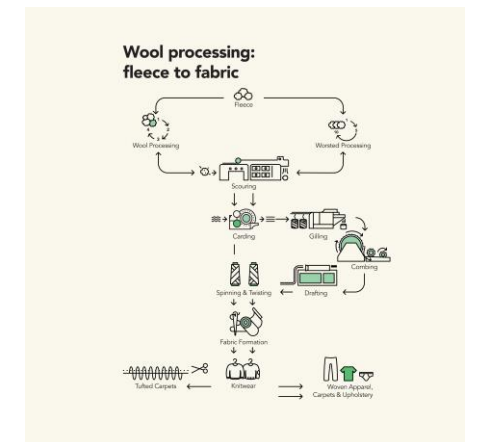 Wool processing:
fleece to fabric
Fleece
Wool Processing
Worsted Processing
Scouring
Carding
Gilling
Combing
Spinning & Twisting
Drafting
Fabric Formation
Tufted Carpets
Knitwear
Woven Apparel,
Carpets & Upholstery